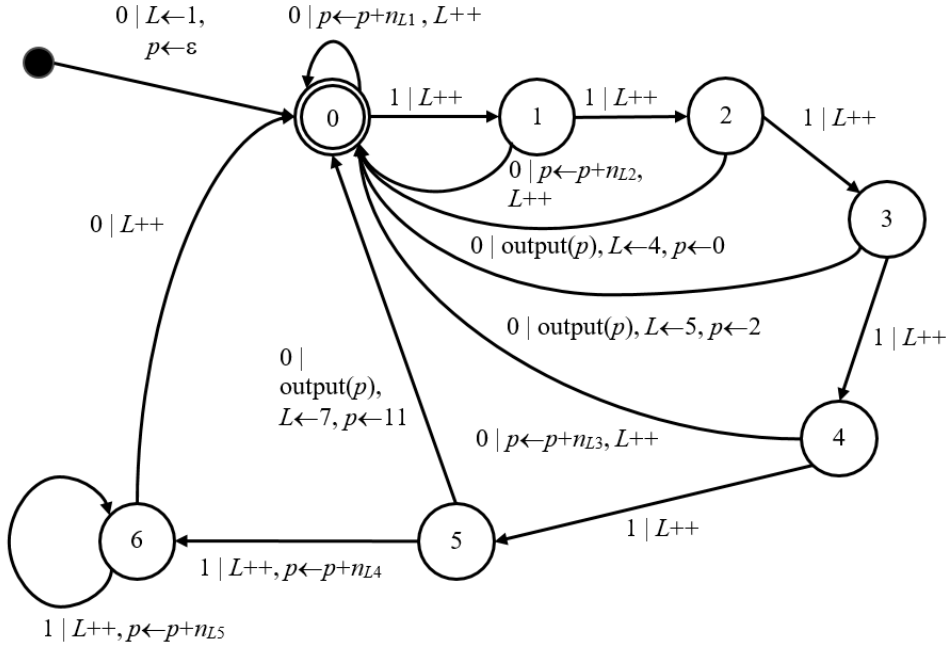 0 | L←1,
p←ε
0 | p←p+nL1 , L++
0
1 | L++
1
1 | L++
2
1 | L++
3
0 | p←p+nL2,
L++
0 | L++
0 | output(p), L←4, p←0
0 | output(p), L←5, p←2
1 | L++
0 |
output(p),
L←7, p←11
0 | p←p+nL3, L++
4
1 | L++
6
5
1 | L++, p←p+nL4
1 | L++, p←p+nL5